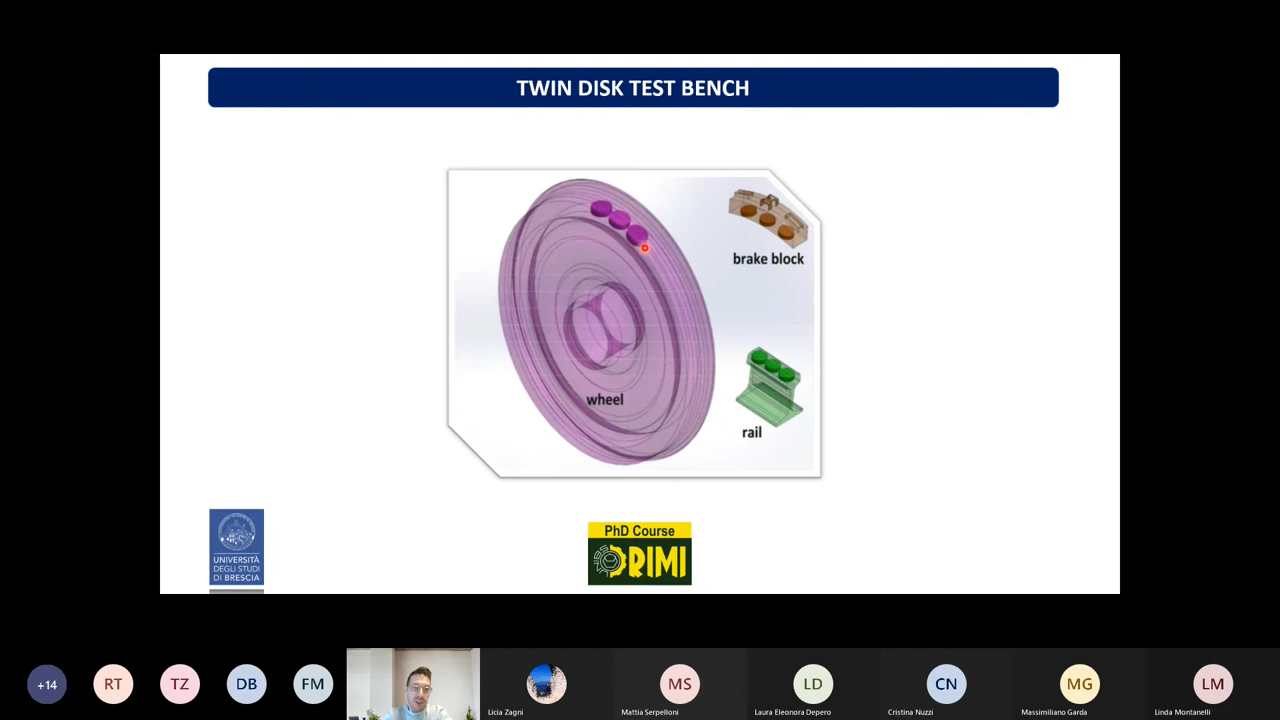 TWIN DISK TEST BENCH
brake block
wheel
rail
UNIVERSITÀ
DEGLI STUDI
DI BRESCIA
PhD Course
DRIMI
+14
RT
TZ
DB
FM
Licia Zagni
MS
Mattia Serpelloni
LD
Laura Eleonora Depero
CN
Cristina Nuzzi
MG
Massimiliano Garda
LM
Linda Montanelli